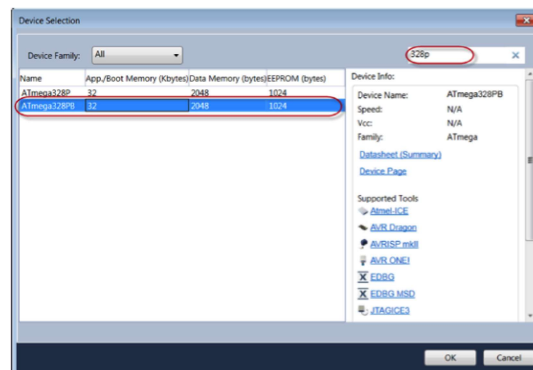 Device Selection
Device Family: All
328p
Name App./Boot Memory (Kbytes) Data Memory (bytes) EEPROM (bytes)
ATmega328P 32 2048 1024
ATmega328PB 32 2048 1024
Device Info:
Device Name: ATmega328PB
Speed: N/A
Vcc: N/A
Family: ATmega
Datasheet (Summary)
Device Page
Supported Tools
Atmel-ICE
AVR Dragon
AVRISP mkII
AVR ONE!
EDBG
EDBG MSD
JTAGICE3
OK Cancel